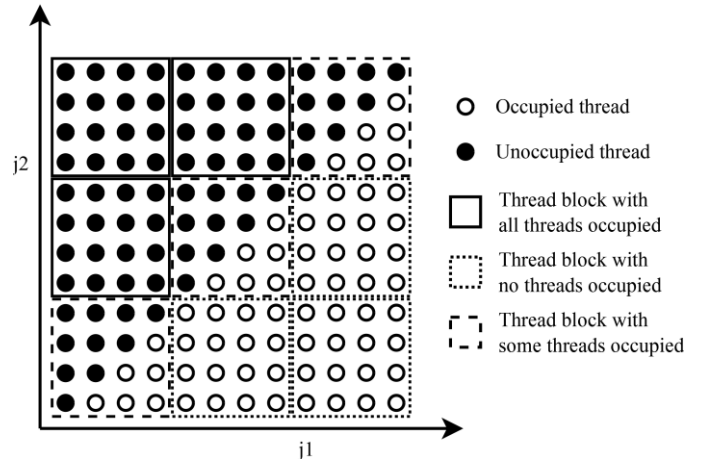 j2
j1
Occupied thread
Unoccupied thread
Thread block with
all threads occupied
Thread block with
no threads occupied
Thread block with
some threads occupied